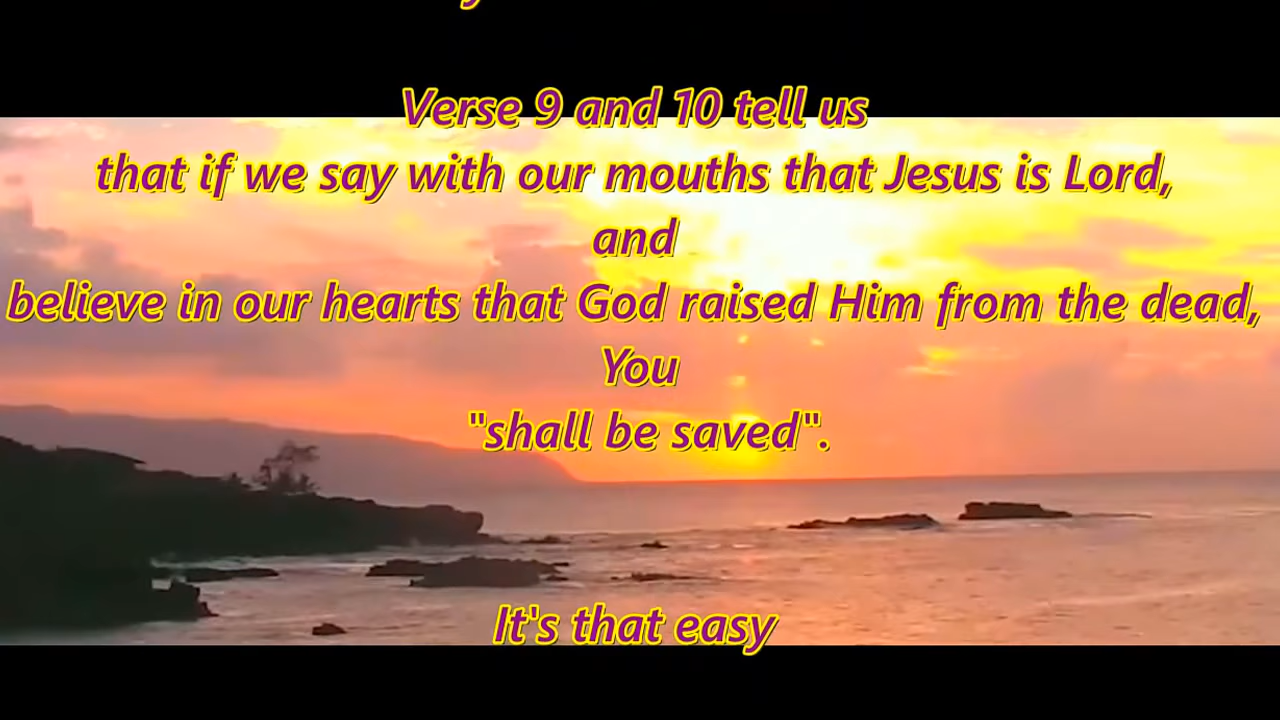 Verse 9 and 10 tell us
that if we say with our mouths that Jesus is Lord,
and
believe in our hearts that God raised Him from the dead,
You
"shall be saved".
It's that easy